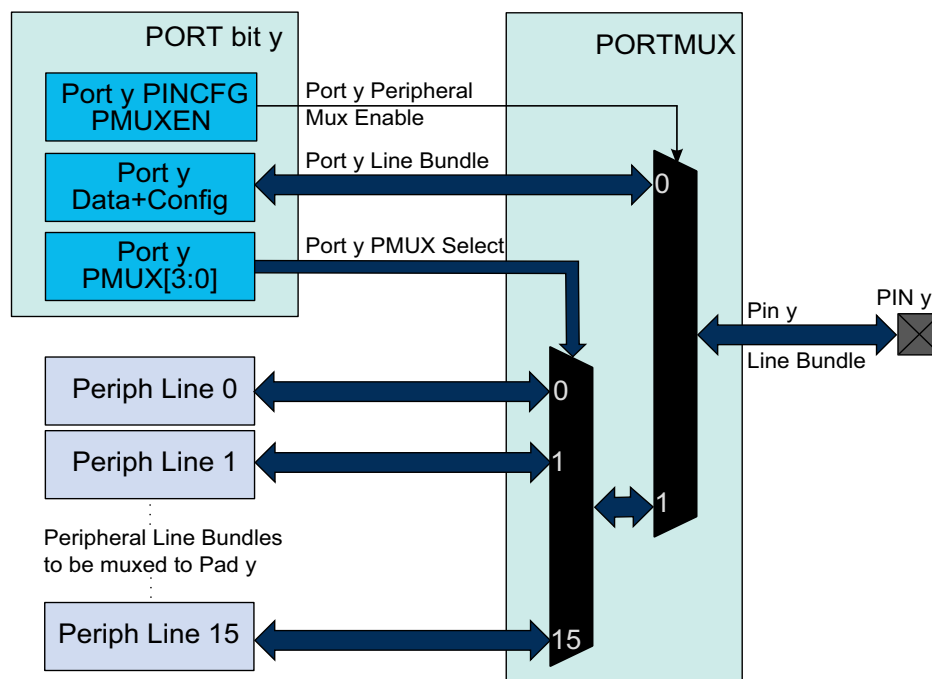 PORT bit y
PORTMUX
Port y PINCFG
PMUXEN
Port y Peripheral
Mux Enable
Port y
Data+Config
Port y Line Bundle
0
Port y
PMUX[3:0]
Port y PMUX Select
Pin y
Line Bundle
PIN y
Periph Line 0
0
Periph Line 1
1
1
Peripheral Line Bundles
to be muxed to Pad y
Periph Line 15
15